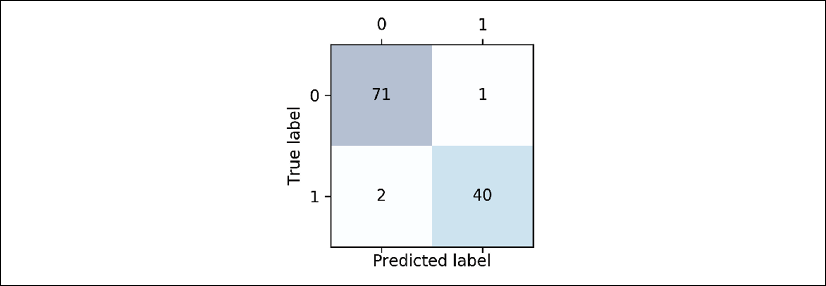 0 1
0 71 1
True label
1 2 40
Predicted label